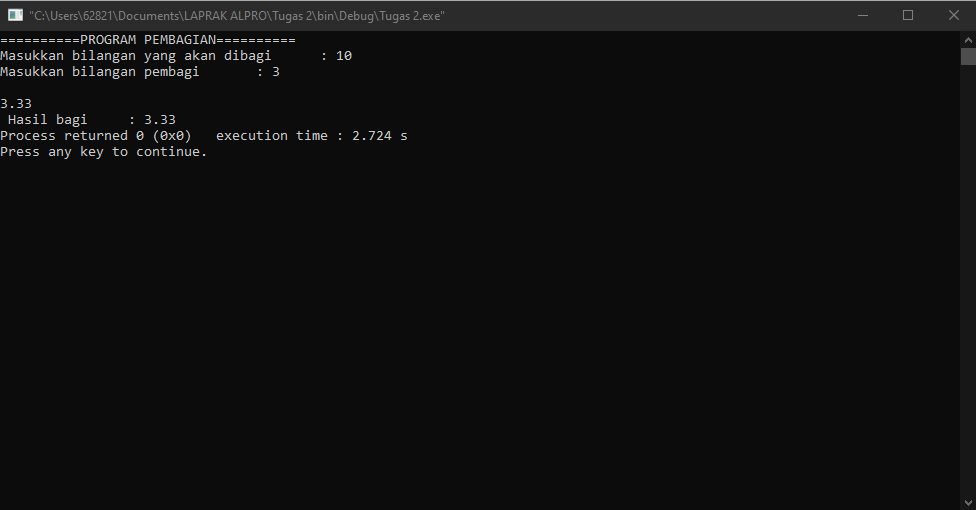 "C:\Users\62821\Documents\LAPRAK ALPRO\Tugas 2\bin\Debug\Tugas 2.exe"
==========PROGRAM PEMBAGIAN==========
Masukkan bilangan yang akan dibagi      : 10
Masukkan bilangan pembagi       : 3

3.33
 Hasil bagi     : 3.33
Process returned 0 (0x0)   execution time : 2.724 s
Press any key to continue.